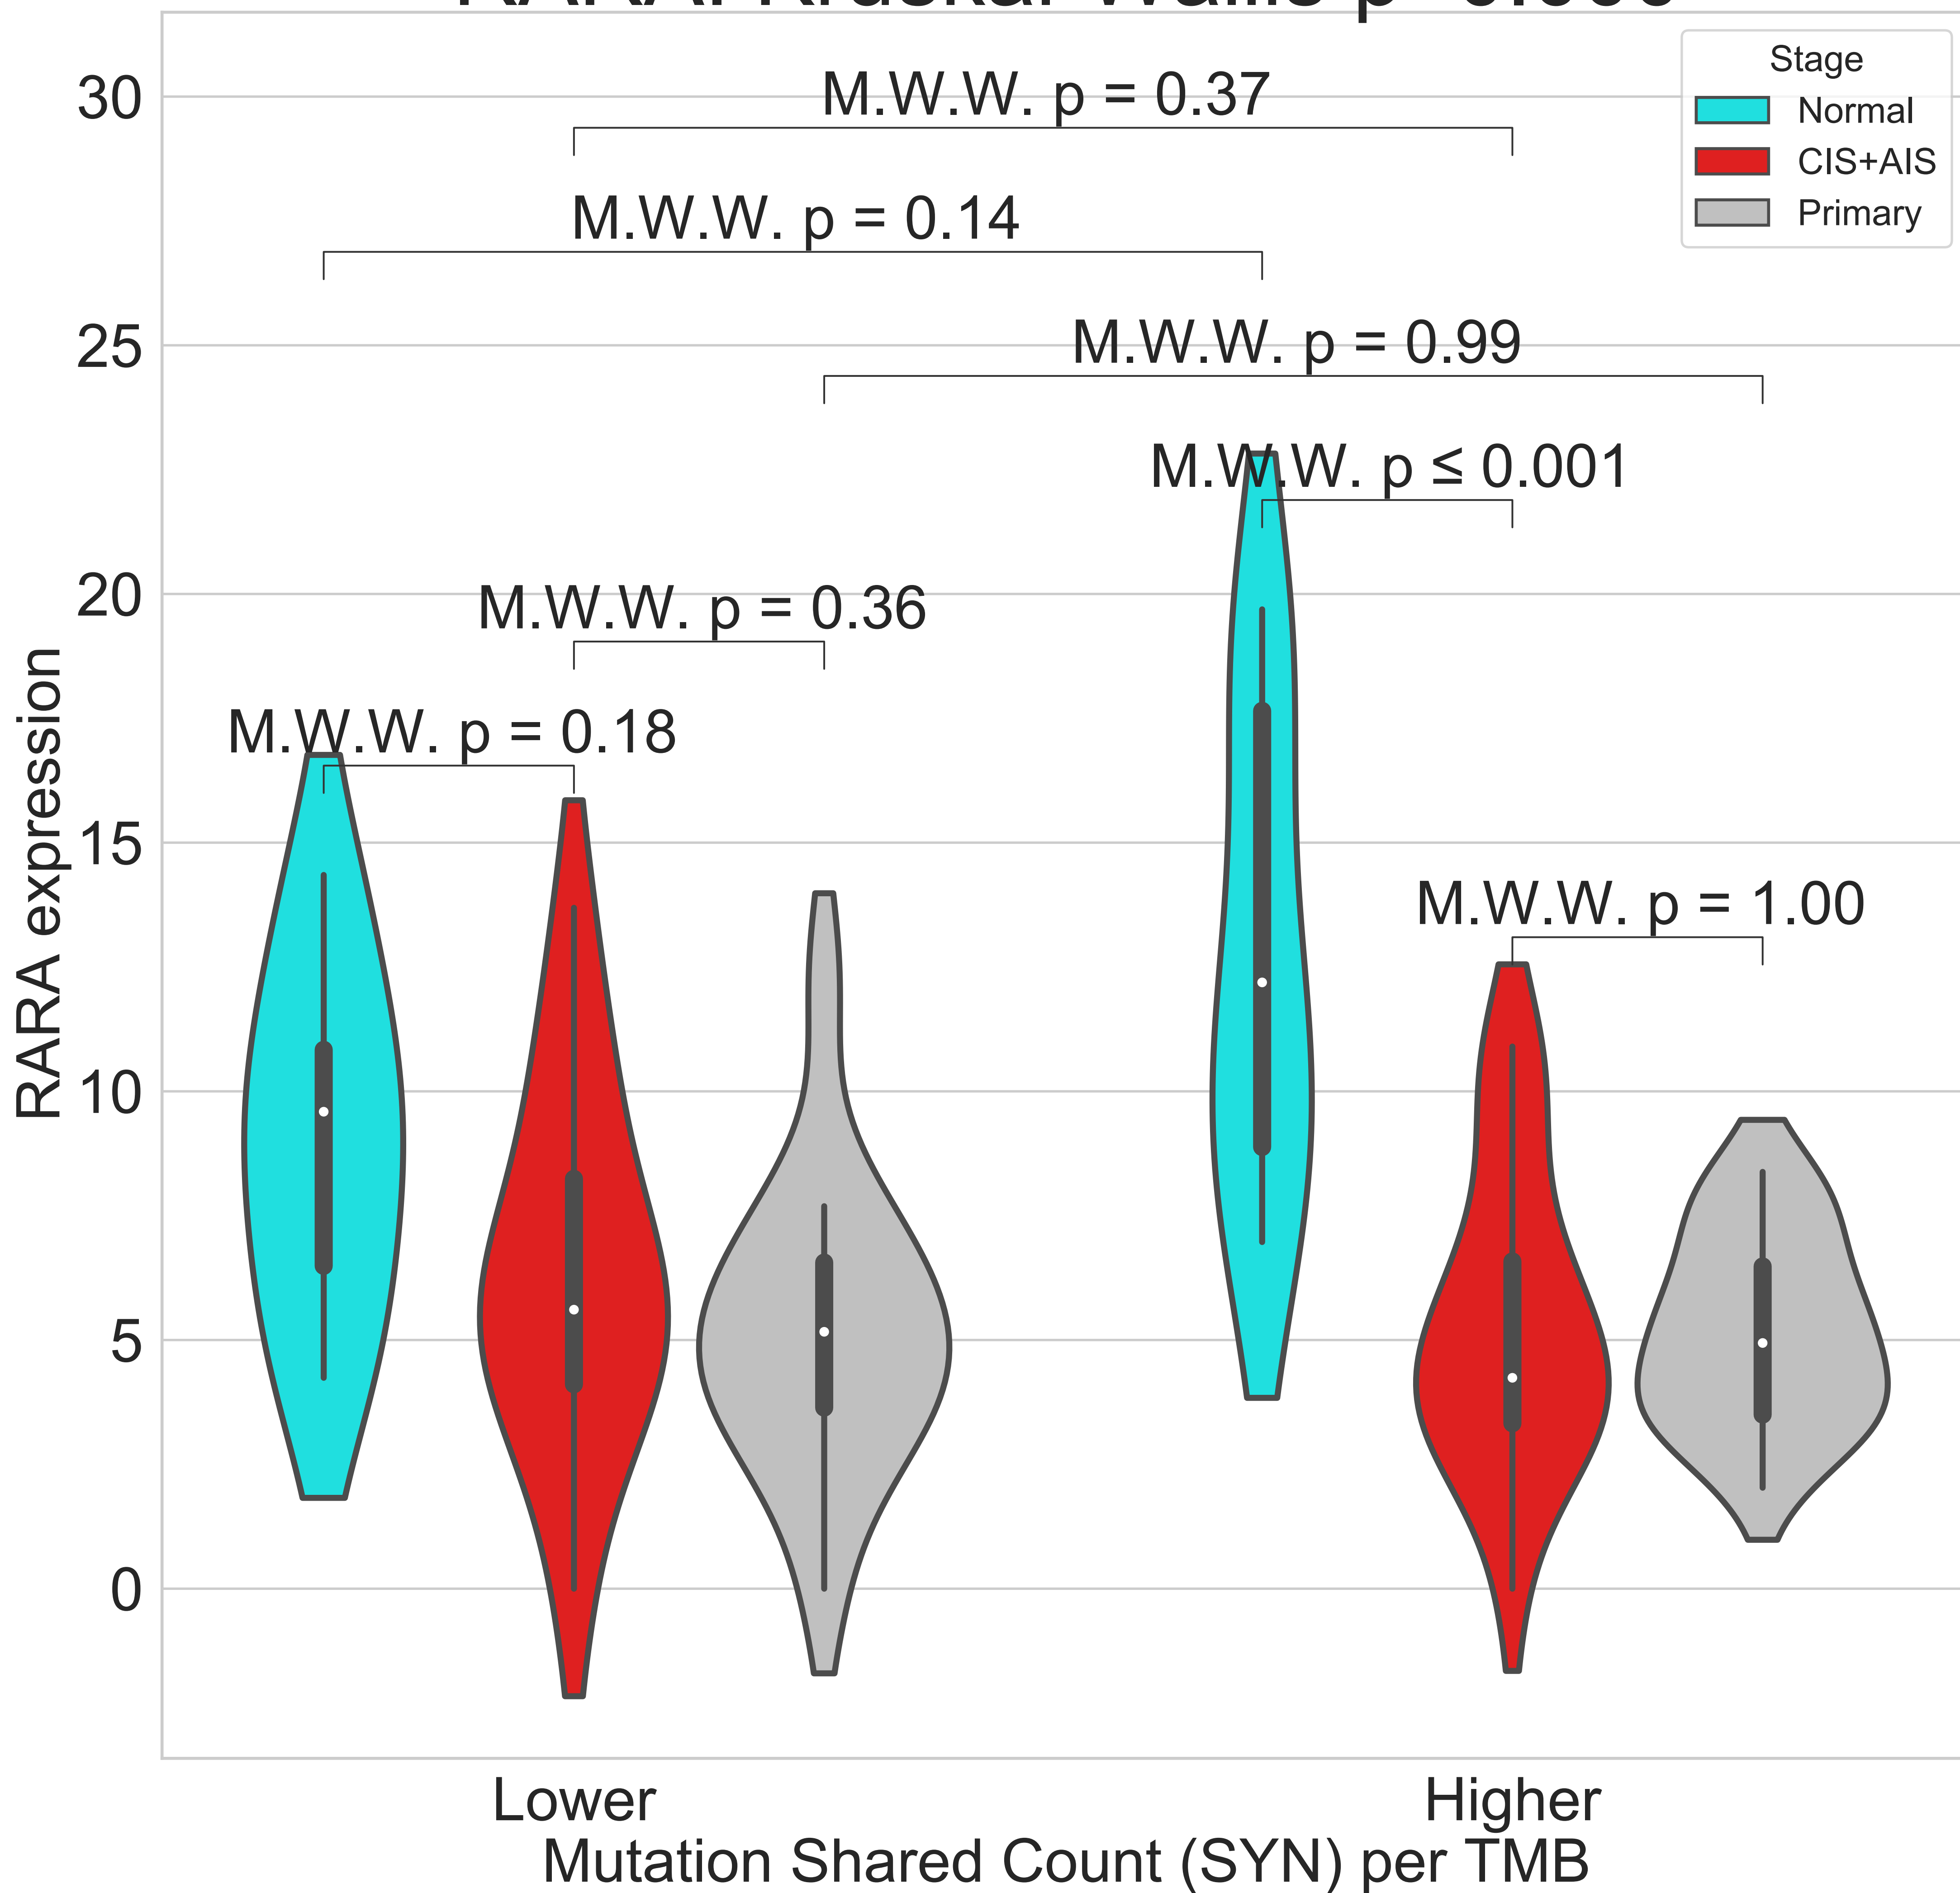 Stage
Normal
CIS+AIS
Primary
M.W.W. p = 0.37
M.W.W. p = 0.14
M.W.W. p = 0.99
M.W.W. p ≤ 0.001
M.W.W. p = 0.36
M.W.W. p = 0.18
M.W.W. p = 1.00
30
25
20
15
10
5
0
RARA expression
Lower
Higher
Mutation Shared Count (SYN) per TMB